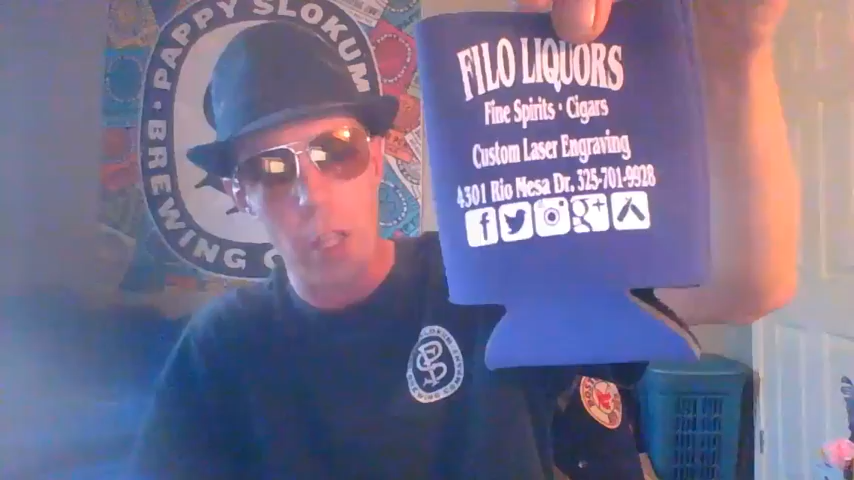 PAPPY SLOKUM
BREWING C
FILO LIQUORS
Fine Spirits · Cigars
Custom Laser Engraving
4301 Rio Mesa Dr. 325-701-9928
f g+